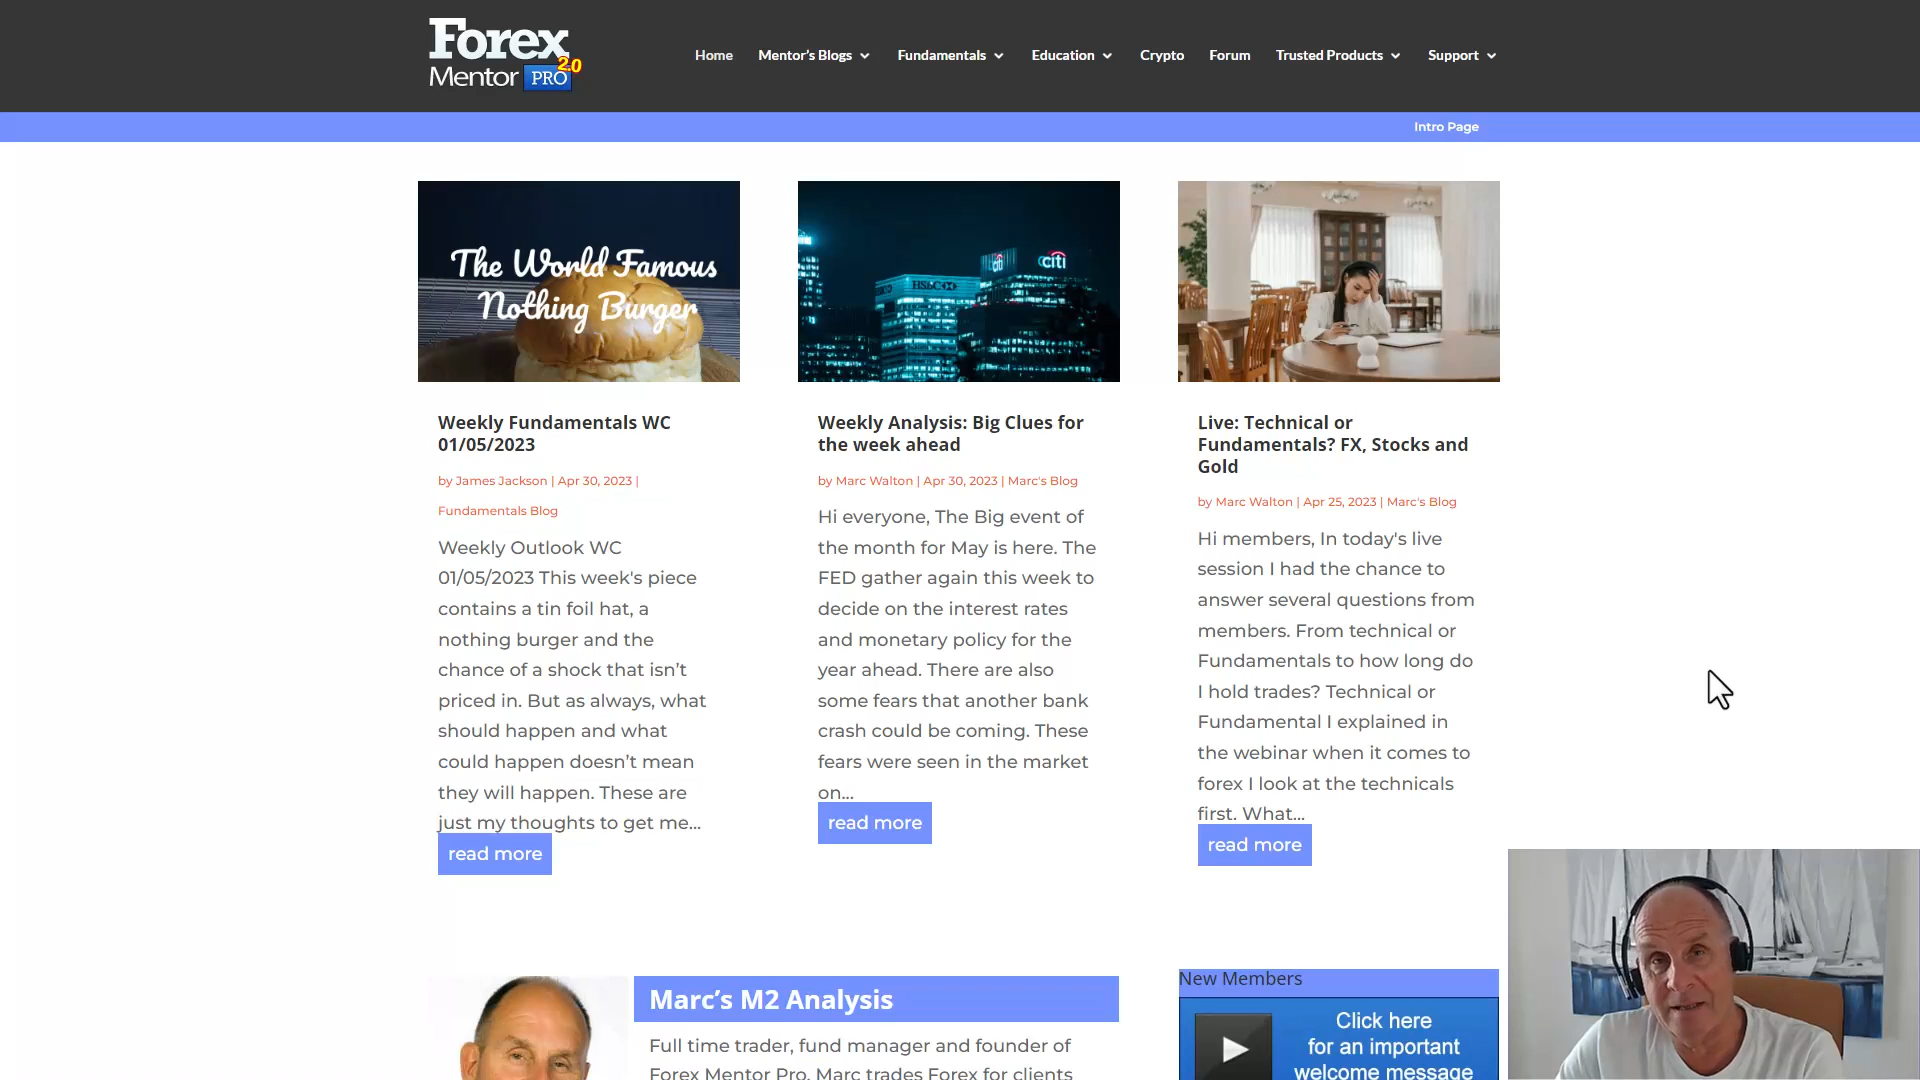 Forex
Mentor PRO 2.0
Home
Mentor's Blogs
Fundamentals
Education
Crypto
Forum
Trusted Products
Support
Intro Page
The World Famous
Nothing Burger
Weekly Fundamentals WC
01/05/2023
by James Jackson | Apr 30, 2023 |
Fundamentals Blog
Weekly Outlook WC
01/05/2023 This week's piece
contains a tin foil hat, a
nothing burger and the
chance of a shock that isn’t
priced in. But as always, what
should happen and what
could happen doesn’t mean
they will happen. These are
just my thoughts to get me...
read more
HSBC
citi
citi
Weekly Analysis: Big Clues for
the week ahead
by Marc Walton | Apr 30, 2023 | Marc's Blog
Hi everyone, The Big event of
the month for May is here. The
FED gather again this week to
decide on the interest rates
and monetary policy for the
year ahead. There are also
some fears that another bank
crash could be coming. These
fears were seen in the market
on...
read more
Live: Technical or
Fundamentals? FX, Stocks and
Gold
by Marc Walton | Apr 25, 2023 | Marc's Blog
Hi members, In today's live
session I had the chance to
answer several questions from
members. From technical or
Fundamentals to how long do
I hold trades? Technical or
Fundamental I explained in
the webinar when it comes to
forex I look at the technicals
first. What...
read more
Marc’s M2 Analysis
Full time trader, fund manager and founder of
Forex Mentor Pro. Marc trades Forex for clients
New Members
Click here
for an important
welcome message